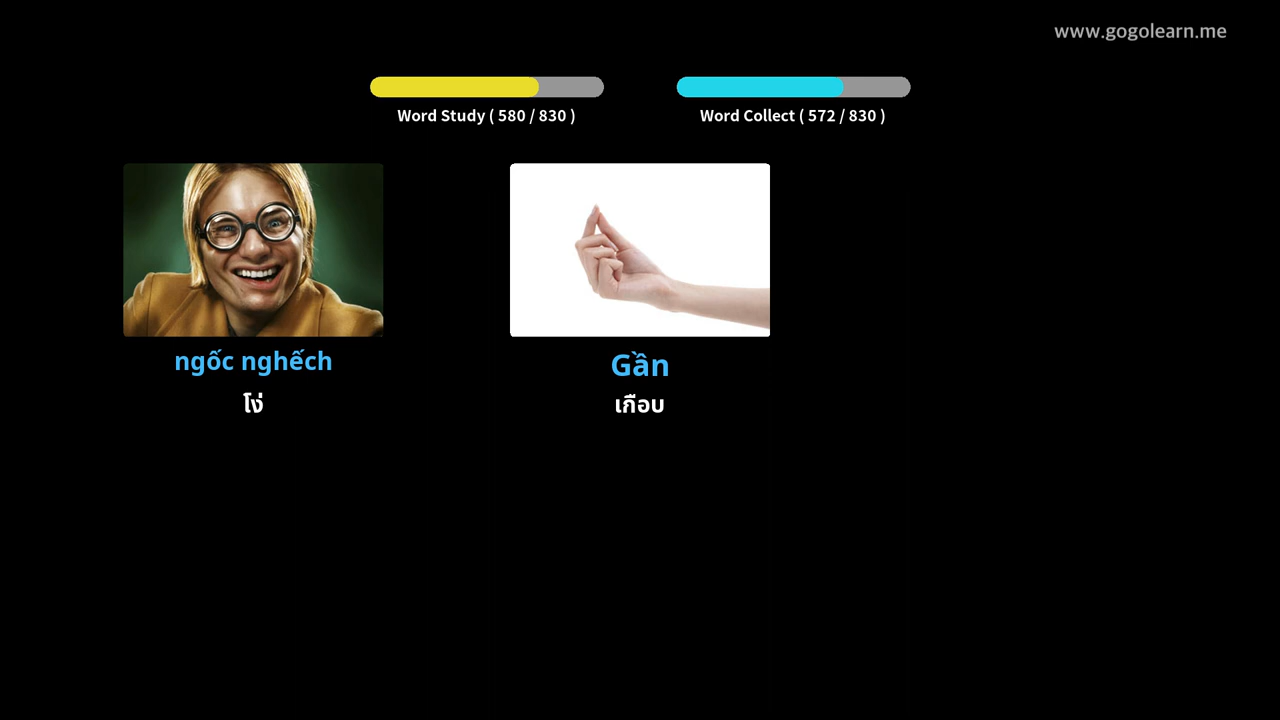 www.gogolearn.me
Word Study ( 580 / 830 )
Word Collect ( 572 / 830 )
ngốc nghếch
โง่
Gần
เกือบ